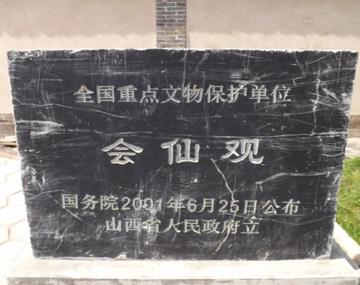 全国重点文物保护单位
会仙观
国务院2001年6月25日公布
山西省人民政府立